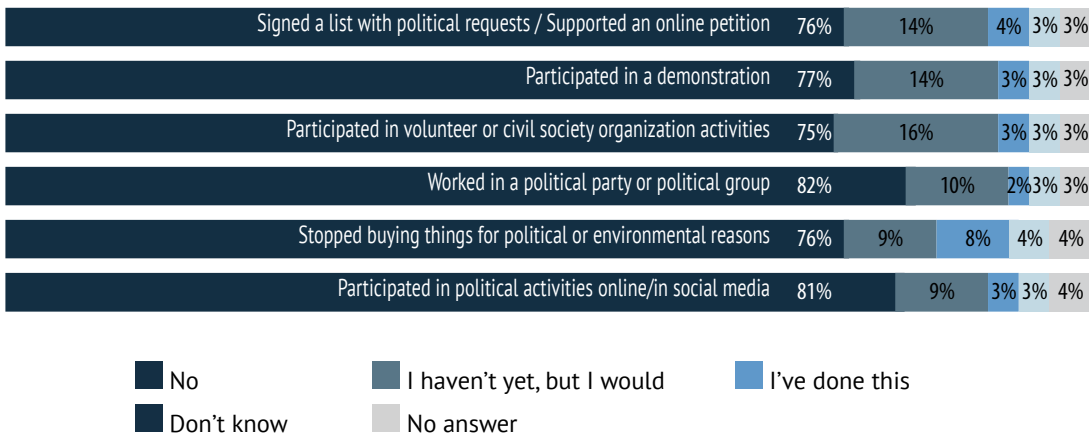 Signed a list with political requests / Supported an online petition 76% 14% 4% 3% 3%
Participated in a demonstration 77% 14% 3% 3% 3%
Participated in volunteer or civil society organization activities 75% 16% 3% 3% 3%
Worked in a political party or political group 82% 10% 2% 3% 3%
Stopped buying things for political or environmental reasons 76% 9% 8% 4% 4%
Participated in political activities online/in social media 81% 9% 3% 3% 4%
No I haven't yet, but I would I've done this
Don't know No answer